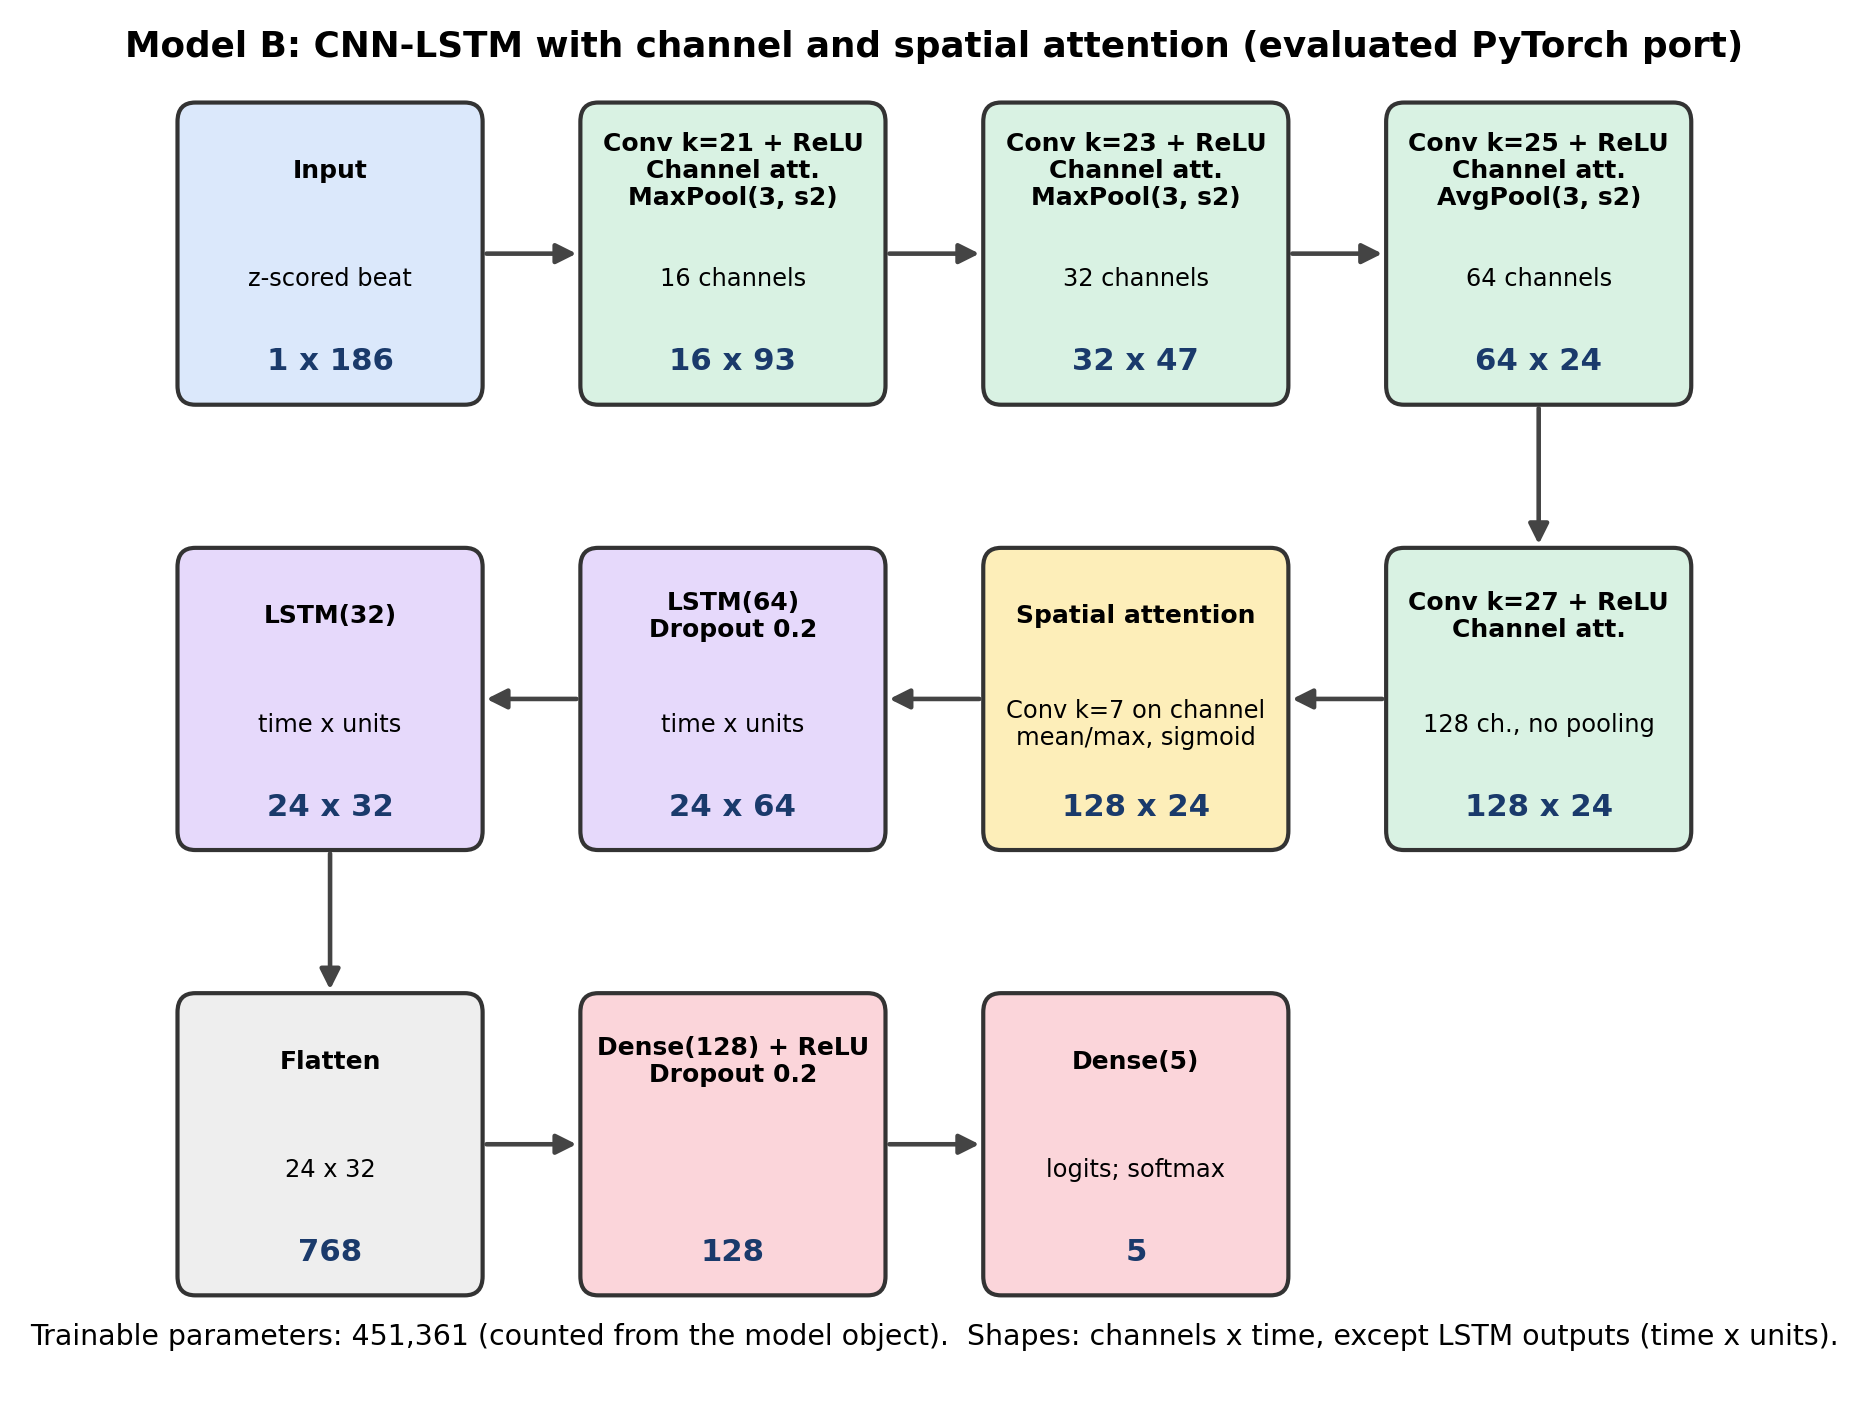 Model B: CNN-LSTM with channel and spatial attention (evaluated PyTorch port)
Input
z-scored beat
1 x 186
Conv k=21 + ReLU
Channel att.
MaxPool(3, s2)
16 channels
16 x 93
Conv k=23 + ReLU
Channel att.
MaxPool(3, s2)
32 channels
32 x 47
Conv k=25 + ReLU
Channel att.
AvgPool(3, s2)
64 channels
64 x 24
Conv k=27 + ReLU
Channel att.
128 ch., no pooling
128 x 24
Spatial attention
Conv k=7 on channel
mean/max, sigmoid
128 x 24
LSTM(64)
Dropout 0.2
time x units
24 x 64
LSTM(32)
time x units
24 x 32
Flatten
24 x 32
768
Dense(128) + ReLU
Dropout 0.2
128
Dense(5)
logits; softmax
5
Trainable parameters: 451,361 (counted from the model object).  Shapes: channels x time, except LSTM outputs (time x units).